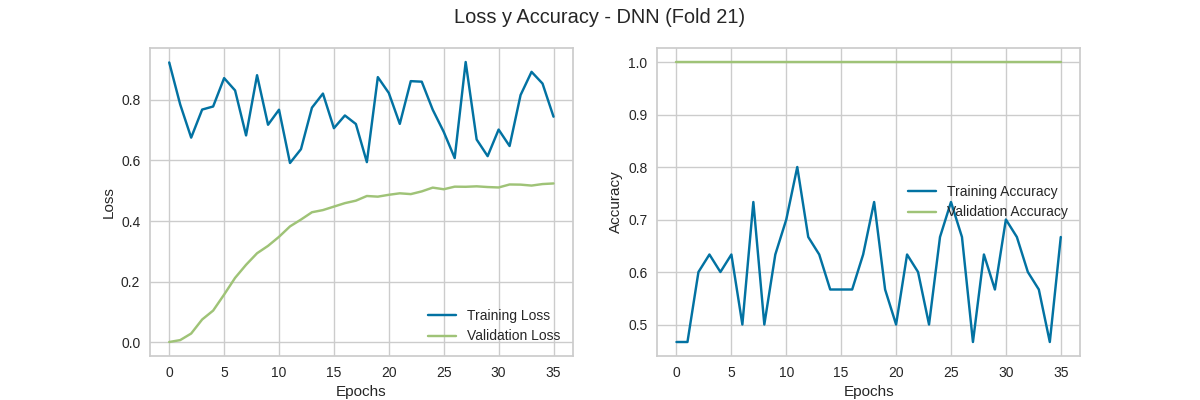 Loss y Accuracy - DNN (Fold 21)
Loss
0.8
0.6
0.4
0.2
0.0
0 5 10 15 20 25 30 35
Epochs
Training Loss
Validation Loss
Accuracy
1.0
0.9
0.8
0.7
0.6
0.5
0 5 10 15 20 25 30 35
Epochs
Training Accuracy
Validation Accuracy